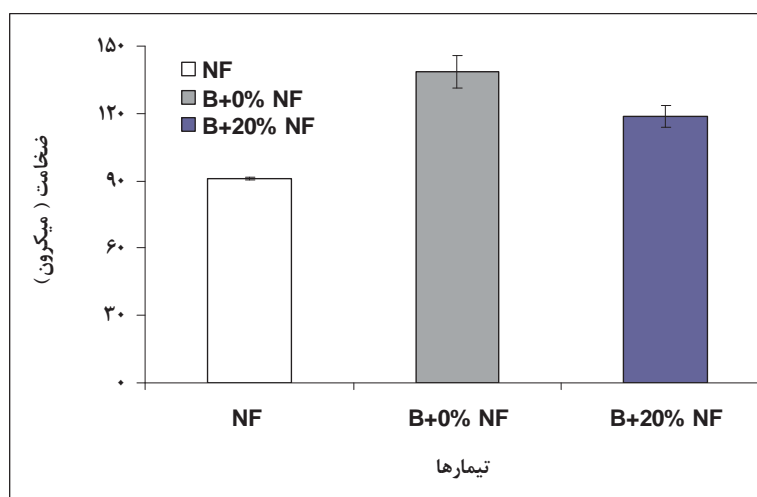 ۱۵۰
۱۲۰
۹۰
۶۰
۳۰
۰
ضخامت ( میکرون)
NF
B+0% NF
B+20% NF
NF
B+0% NF
B+20% NF
تیمارها